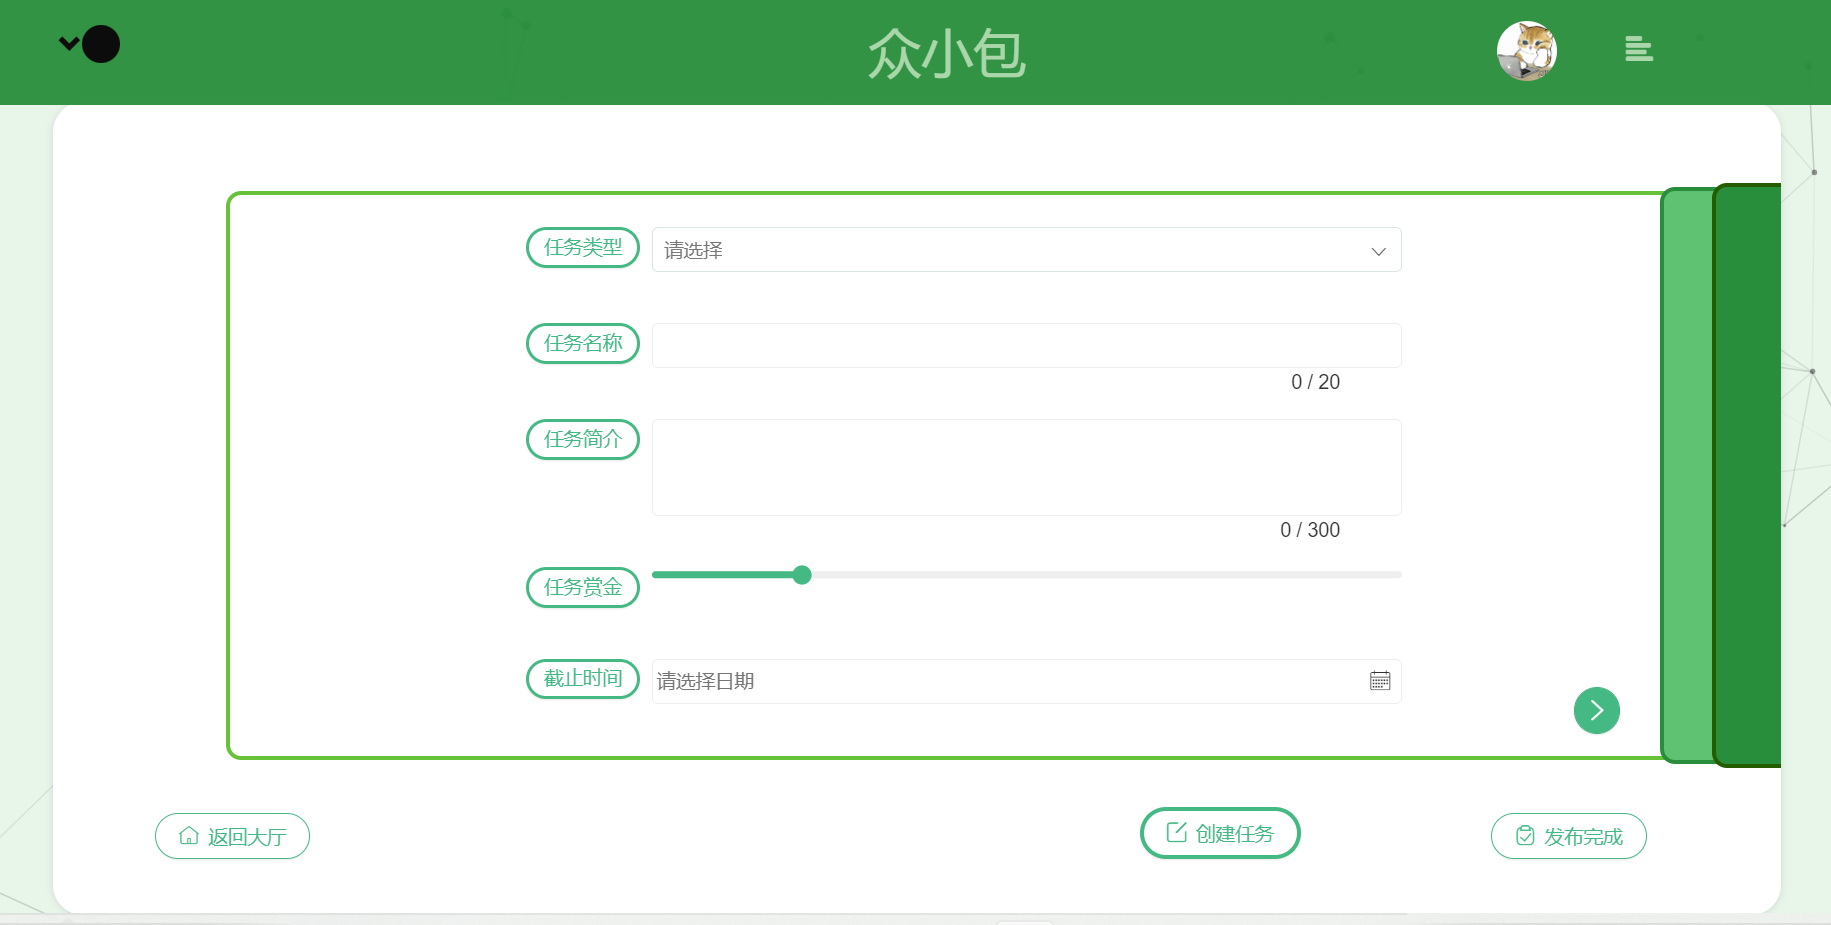 众小包
任务类型 请选择
任务名称
0 / 20
任务简介
0 / 300
任务赏金
截止时间 请选择日期
返回大厅 创建任务 发布完成